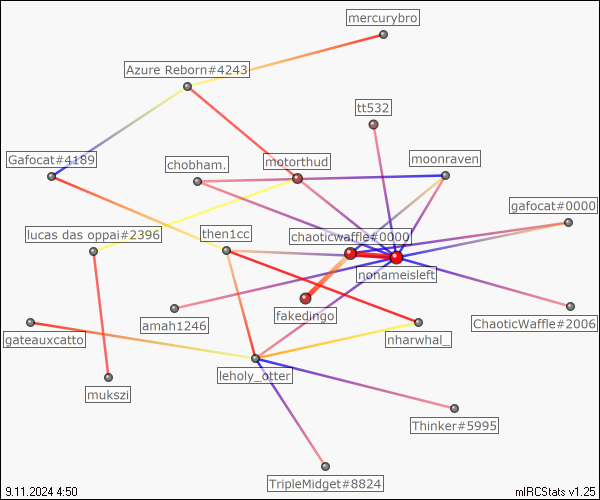 mercurybro
Azure Reborn#4243
tt532
Gafocat#4189
chobham.
motorthud
moonraven
gafocat#0000
lucas das oppai#2396
then1cc
chaoticwaffle#0000
nonameisleft
amah1246
fakedingo
ChaoticWaffle#2006
gateauxcatto
nharwhal_
leholy_otter
mukszi
Thinker#5995
TripleMidget#8824
9.11.2024 4:50
mIRCStats v1.25